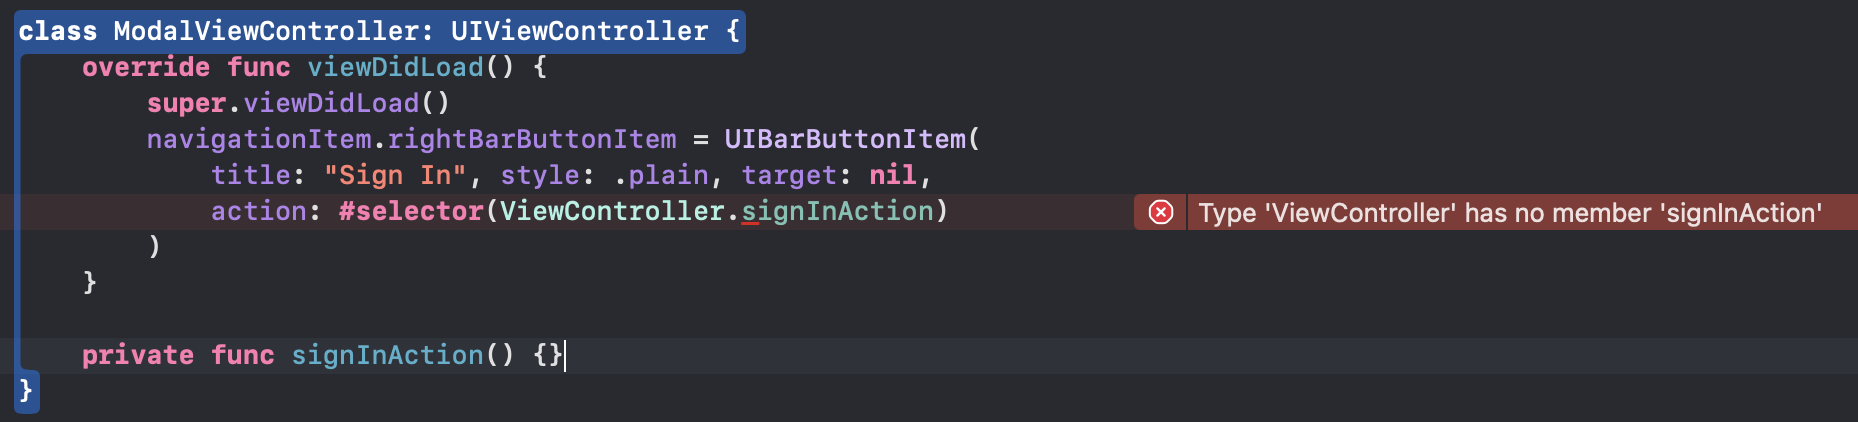 class ModalViewController: UIViewController {
    override func viewDidLoad() {
        super.viewDidLoad()
        navigationItem.rightBarButtonItem = UIBarButtonItem(
            title: "Sign In", style: .plain, target: nil,
            action: #selector(ViewController.signInAction) Type 'ViewController' has no member 'signInAction'
        )
    }

    private func signInAction() {}
}